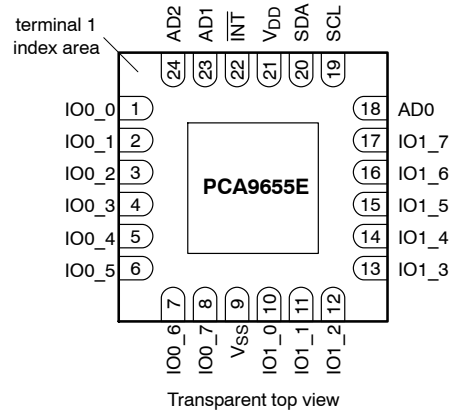 terminal 1
index area
AD2
AD1
INT
VDD
SDA
SCL
24
23
22
21
20
19
IO0_0 1
IO0_1 2
IO0_2 3
IO0_3 4
IO0_4 5
IO0_5 6
PCA9655E
18 AD0
17 IO1_7
16 IO1_6
15 IO1_5
14 IO1_4
13 IO1_3
7
8
9
10
11
12
IO0_6
IO0_7
VSS
IO1_0
IO1_1
IO1_2
Transparent top view